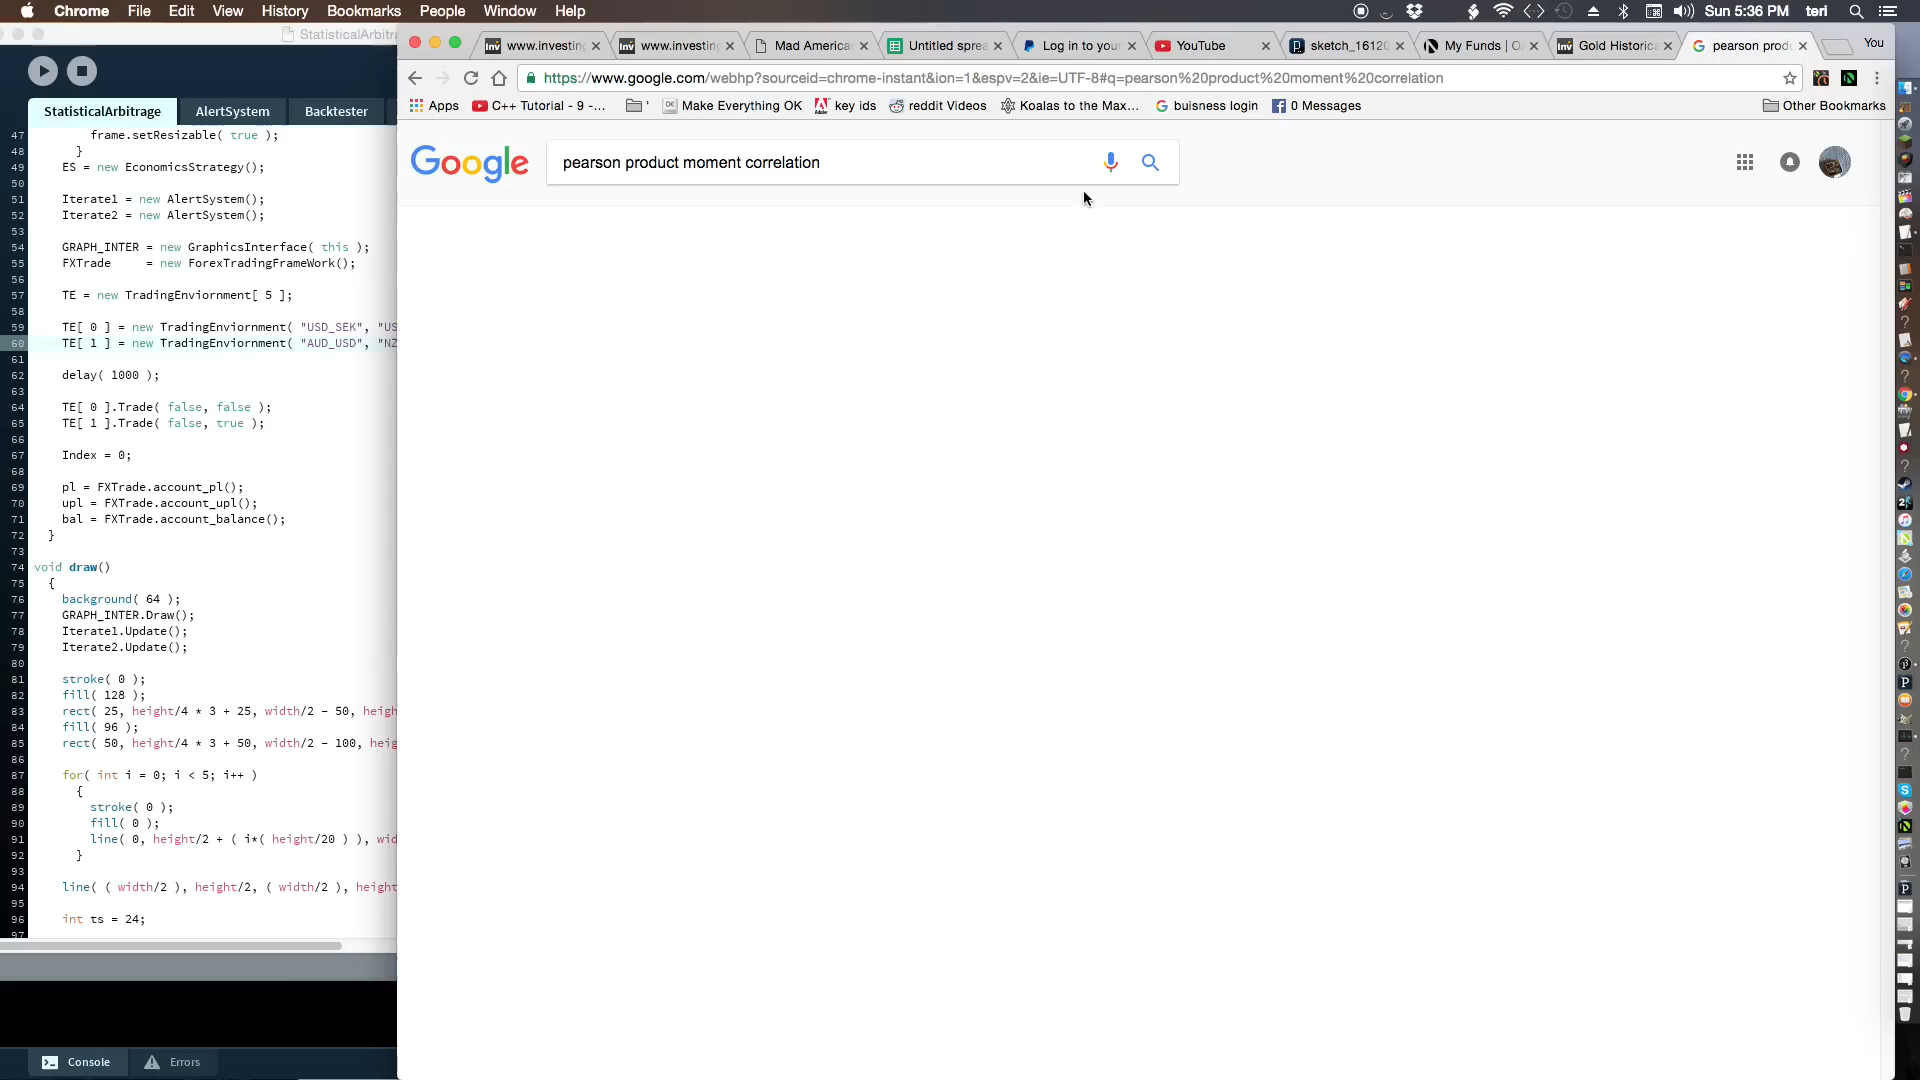 Chrome File Edit View History Bookmarks People Window Help Sun 5:36 PM teri
StatisticalArbitra
www.investing www.investing Mad America Untitled sprea Log in to your YouTube sketch_16120 My Funds | O Gold Historica pearson produ You
https://www.google.com/webhp?sourceid=chrome-instant&ion=1&espv=2&ie=UTF-8#q=pearson%20product%20moment%20correlation
Apps C++ Tutorial - 9 -... ' Make Everything OK key ids reddit Videos Koalas to the Max... buisness login 0 Messages Other Bookmarks
StatisticalArbitrage AlertSystem Backtester
Google pearson product moment correlation
47 frame.setResizable( true );
48 }
49 ES = new EconomicsStrategy();
50
51 Iterate1 = new AlertSystem();
52 Iterate2 = new AlertSystem();
53
54 GRAPH_INTER = new GraphicsInterface( this );
55 FXTrade = new ForexTradingFrameWork();
56
57 TE = new TradingEnviornment[ 5 ];
58
59 TE[ 0 ] = new TradingEnviornment( "USD_SEK", "US
60 TE[ 1 ] = new TradingEnviornment( "AUD_USD", "NZ
61
62 delay( 1000 );
63
64 TE[ 0 ].Trade( false, false );
65 TE[ 1 ].Trade( false, true );
66
67 Index = 0;
68
69 pl = FXTrade.account_pl();
70 upl = FXTrade.account_upl();
71 bal = FXTrade.account_balance();
72 }
73
74 void draw()
75 {
76 background( 64 );
77 GRAPH_INTER.Draw();
78 Iterate1.Update();
79 Iterate2.Update();
80
81 stroke( 0 );
82 fill( 128 );
83 rect( 25, height/4 * 3 + 25, width/2 - 50, heigh
84 fill( 96 );
85 rect( 50, height/4 * 3 + 50, width/2 - 100, heig
86
87 for( int i = 0; i < 5; i++ )
88 {
89 stroke( 0 );
90 fill( 0 );
91 line( 0, height/2 + ( i*( height/20 ) ), wid
92 }
93
94 line( ( width/2 ), height/2, ( width/2 ), height
95
96 int ts = 24;
97
Console Errors